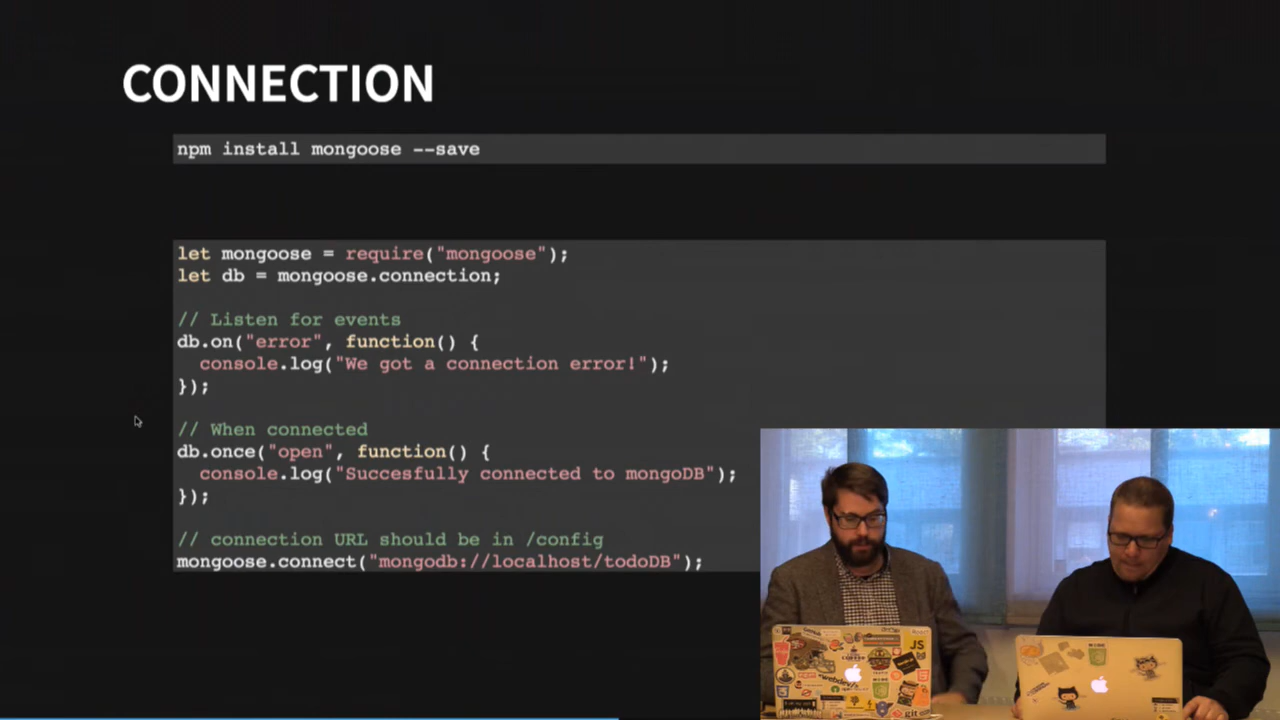 CONNECTION
npm install mongoose --save
let mongoose = require("mongoose");
let db = mongoose.connection;
// Listen for events
db.on("error", function() {
console.log("We got a connection error!");
});
// When connected
db.once("open", function() {
console.log("Succesfully connected to mongoDB");
});
// connection URL should be in /config
mongoose.connect("mongodb://localhost/todoDB");
JS
git